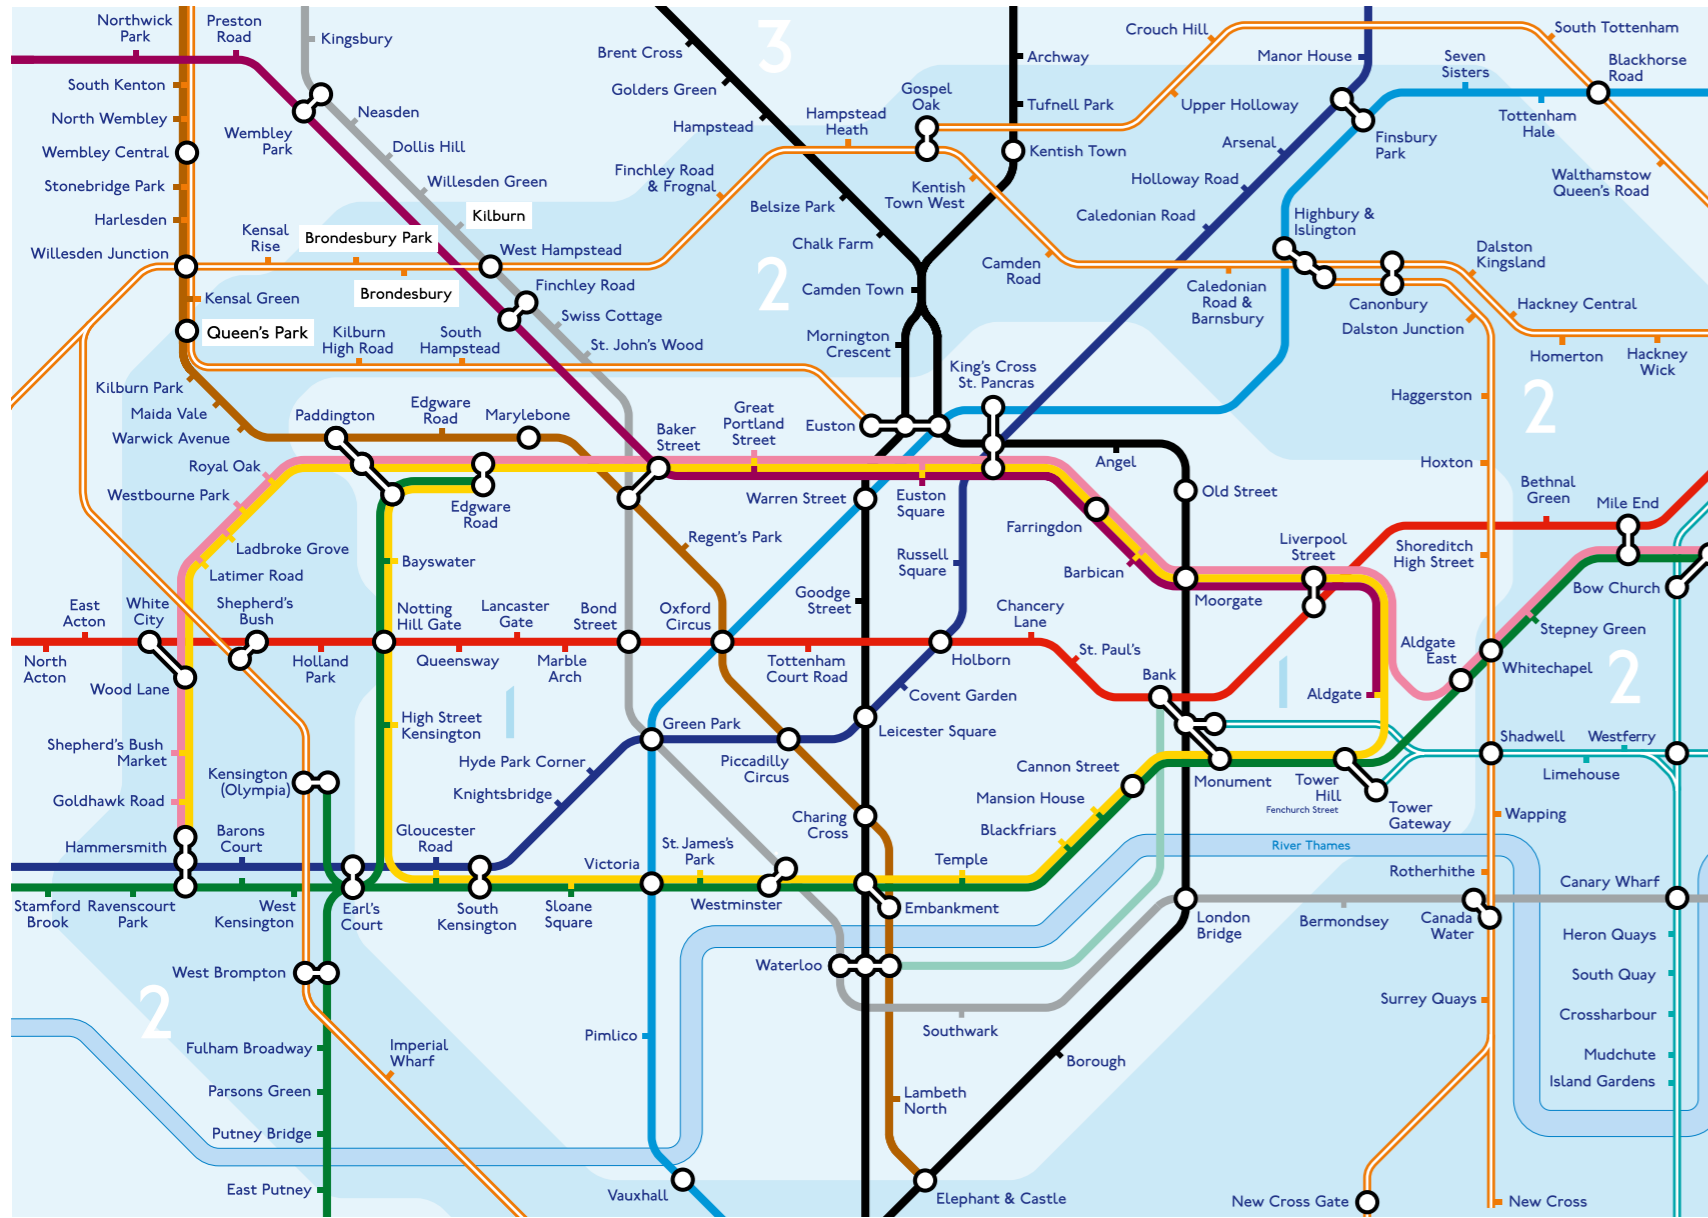 Northwick
Park
Preston
Road
Kingsbury
3
Brent Cross
Archway
Crouch Hill
Manor House
South Tottenham
Seven
Sisters
Blackhorse
Road
South Kenton
Neasden
Golders Green
Gospel
Oak
Tufnell Park
Upper Holloway
Tottenham
Hale
North Wembley
Wembley
Park
Hampstead
Hampstead
Heath
Finsbury
Park
Wembley Central
Dollis Hill
Kentish Town
Arsenal
Stonebridge Park
Willesden Green
Finchley Road
& Frognal
Kentish
Town West
Holloway Road
Walthamstow
Queen's Road
Harlesden
Kilburn
Belsize Park
Caledonian Road
Highbury &
Islington
Willesden Junction
Kensal
Rise
Brondesbury Park
West Hampstead
Chalk Farm
Camden
Road
Dalston
Kingsland
2
Kensal Green
Brondesbury
Finchley Road
Camden Town
Caledonian
Road &
Barnsbury
Canonbury
Hackney Central
Queen's Park
Kilburn
High Road
South
Hampstead
Swiss Cottage
St. John's Wood
Mornington
Crescent
Dalston Junction
Homerton
Hackney
Wick
Kilburn Park
King's Cross
St. Pancras
Haggerston
2
Maida Vale
Paddington
Edgware
Road
Marylebone
Great
Portland
Street
Baker
Street
Euston
Warwick Avenue
Royal Oak
Angel
Hoxton
Westbourne Park
Edgware
Road
Warren Street
Euston
Square
Old Street
Bethnal
Green
Mile End
Farringdon
Ladbroke Grove
Regent's Park
Liverpool
Street
Shoreditch
High Street
Latimer Road
Bayswater
Russell
Square
Barbican
Bow Church
East
Acton
White
City
Shepherd's
Bush
Notting
Hill Gate
Lancaster
Gate
Bond
Street
Oxford
Circus
Goodge
Street
Chancery
Lane
Moorgate
Stepney Green
North
Acton
Holland
Park
Queensway
Marble
Arch
Tottenham
Court Road
Holborn
St. Paul's
Aldgate
East
Whitechapel
Wood Lane
Bank
Aldgate
2
1
1
High Street
Kensington
Green Park
Covent Garden
Leicester Square
Shepherd's Bush
Market
Hyde Park Corner
Piccadilly
Circus
Cannon Street
Monument
Tower
Hill
Fenchurch Street
Shadwell
Westferry
Limehouse
Kensington
(Olympia)
Goldhawk Road
Knightsbridge
Mansion House
Tower
Gateway
Wapping
Hammersmith
Barons
Court
Gloucester
Road
St. James's
Park
Charing
Cross
Blackfriars
River Thames
Victoria
Temple
Rotherhithe
Canary Wharf
Stamford
Brook
Ravenscourt
Park
West
Kensington
Earl's
Court
South
Kensington
Sloane
Square
Westminster
Embankment
London
Bridge
Bermondsey
Canada
Water
Heron Quays
West Brompton
Waterloo
South Quay
2
Southwark
Surrey Quays
Crossharbour
Fulham Broadway
Imperial
Wharf
Pimlico
Borough
Mudchute
Island Gardens
Parsons Green
Lambeth
North
Putney Bridge
East Putney
Vauxhall
Elephant & Castle
New Cross Gate
New Cross